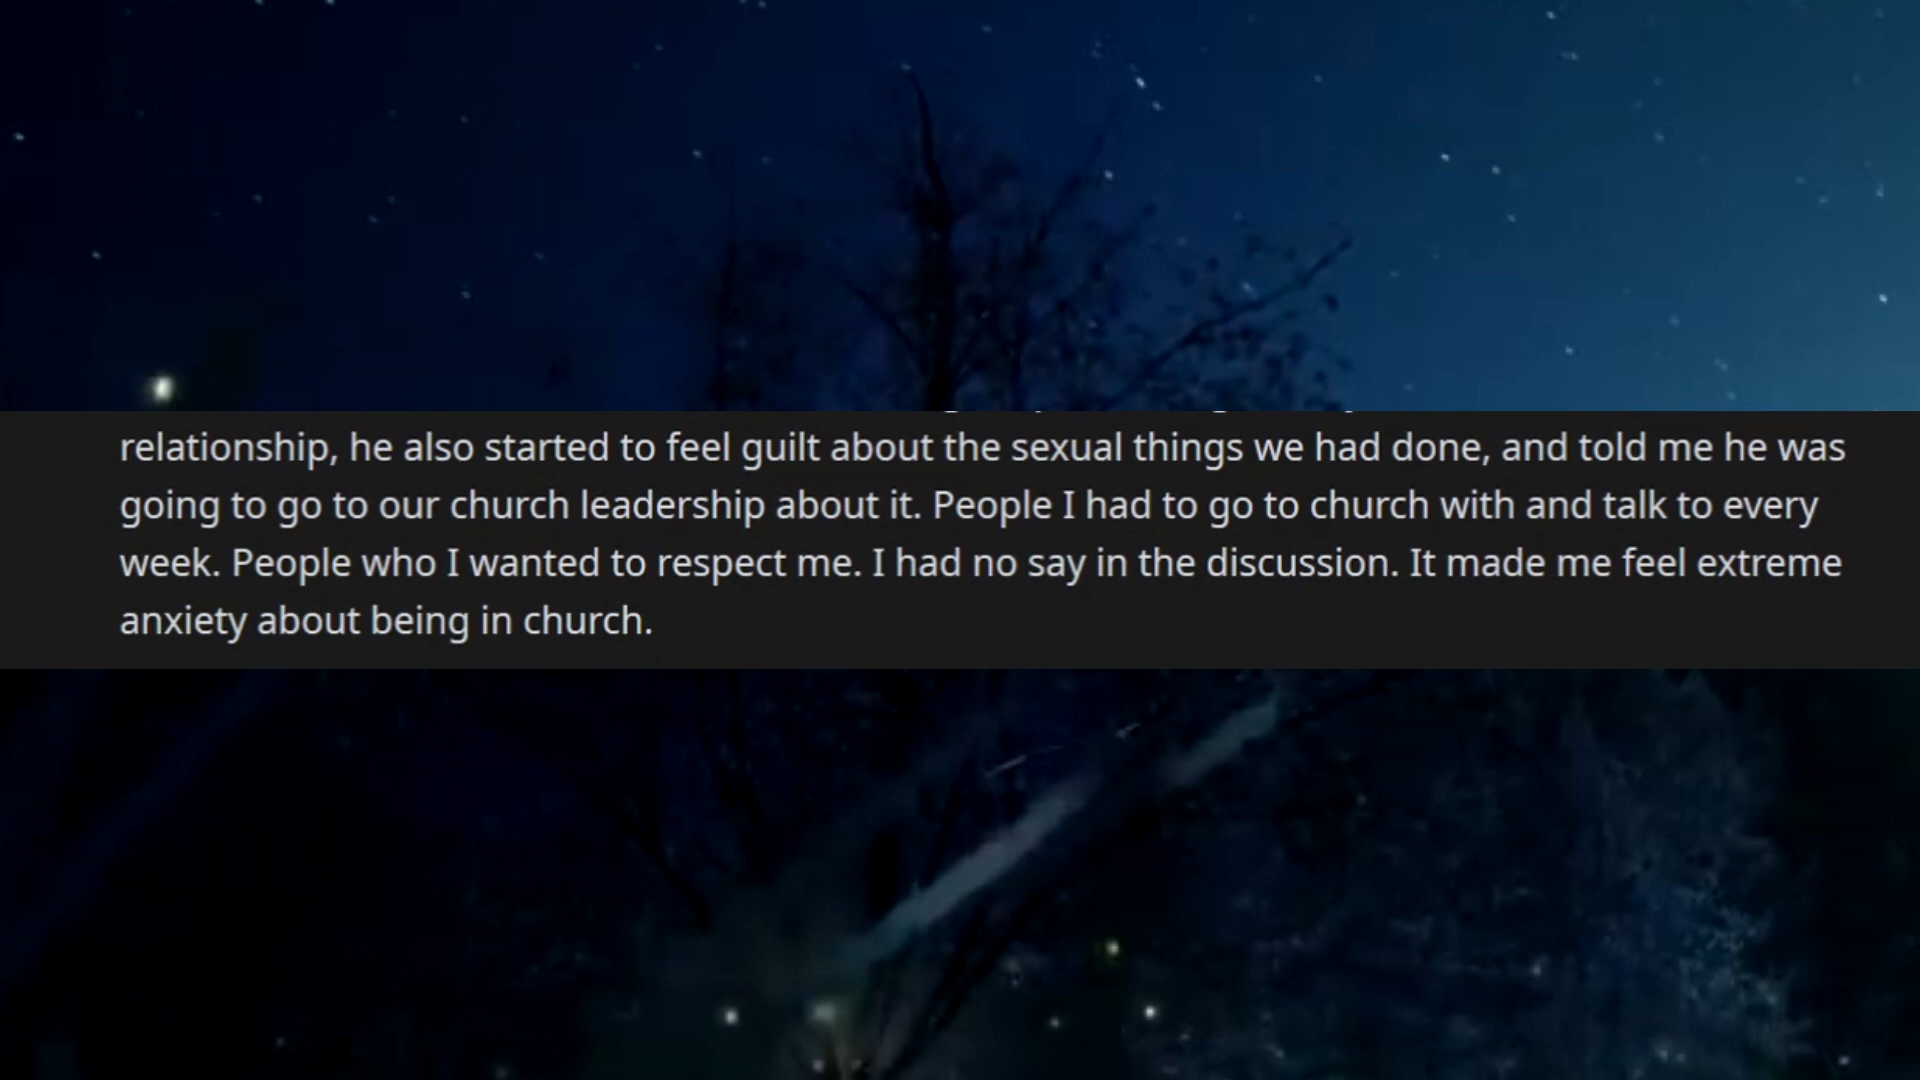 relationship, he also started to feel guilt about the sexual things we had done, and told me he was
going to go to our church leadership about it. People I had to go to church with and talk to every
week. People who I wanted to respect me. I had no say in the discussion. It made me feel extreme
anxiety about being in church.